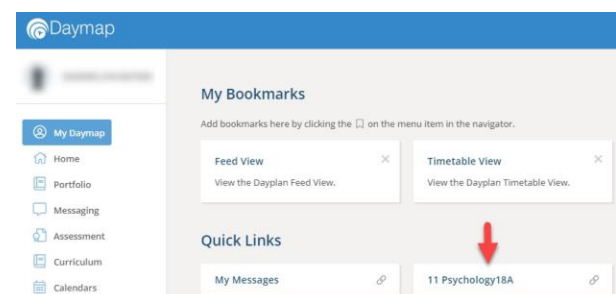 Daymap
My Daymap
Home
Portfolio
Messaging
Assessment
Curriculum
Calendars
My Bookmarks
Add bookmarks here by clicking the on the menu item in the navigator.
Feed View
View the Dayplan Feed View.
Timetable View
View the Dayplan Timetable View.
Quick Links
My Messages
11 Psychology18A